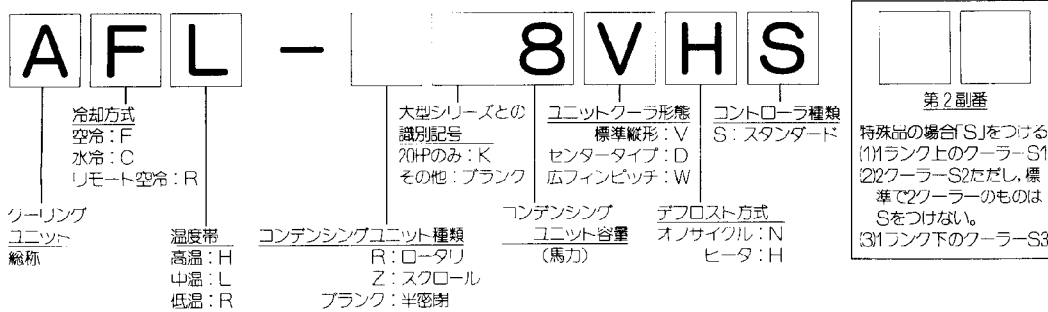 AFL-8VHS
冷却方式
空冷：F
水冷：C
リモート空冷：R
クーリング
ユニット
総称
温度帯
高温：H
中温：L
低温：R
コンデンシングユニット種類
R：ロータリ
Z：スクロール
ブランク：半密閉
大型シリーズとの
識別記号
20HPのみ：K
その他：ブランク
コンデンシング
ユニット容量
（馬力）
ユニットクーラ形態
標準縦形：V
センタータイプ：D
広フィンピッチ：W
デフロスト方式
オフサイクル：N
ヒータ：H
コントローラ種類
S：スタンダード
第2副番
特殊品の場合「S」をつける
(1)1ランク上のクーラーS1
(2)2クーラーS2ただし,標
準で2クーラーのものは
Sをつけない。
(3)1ランク下のクーラーS3